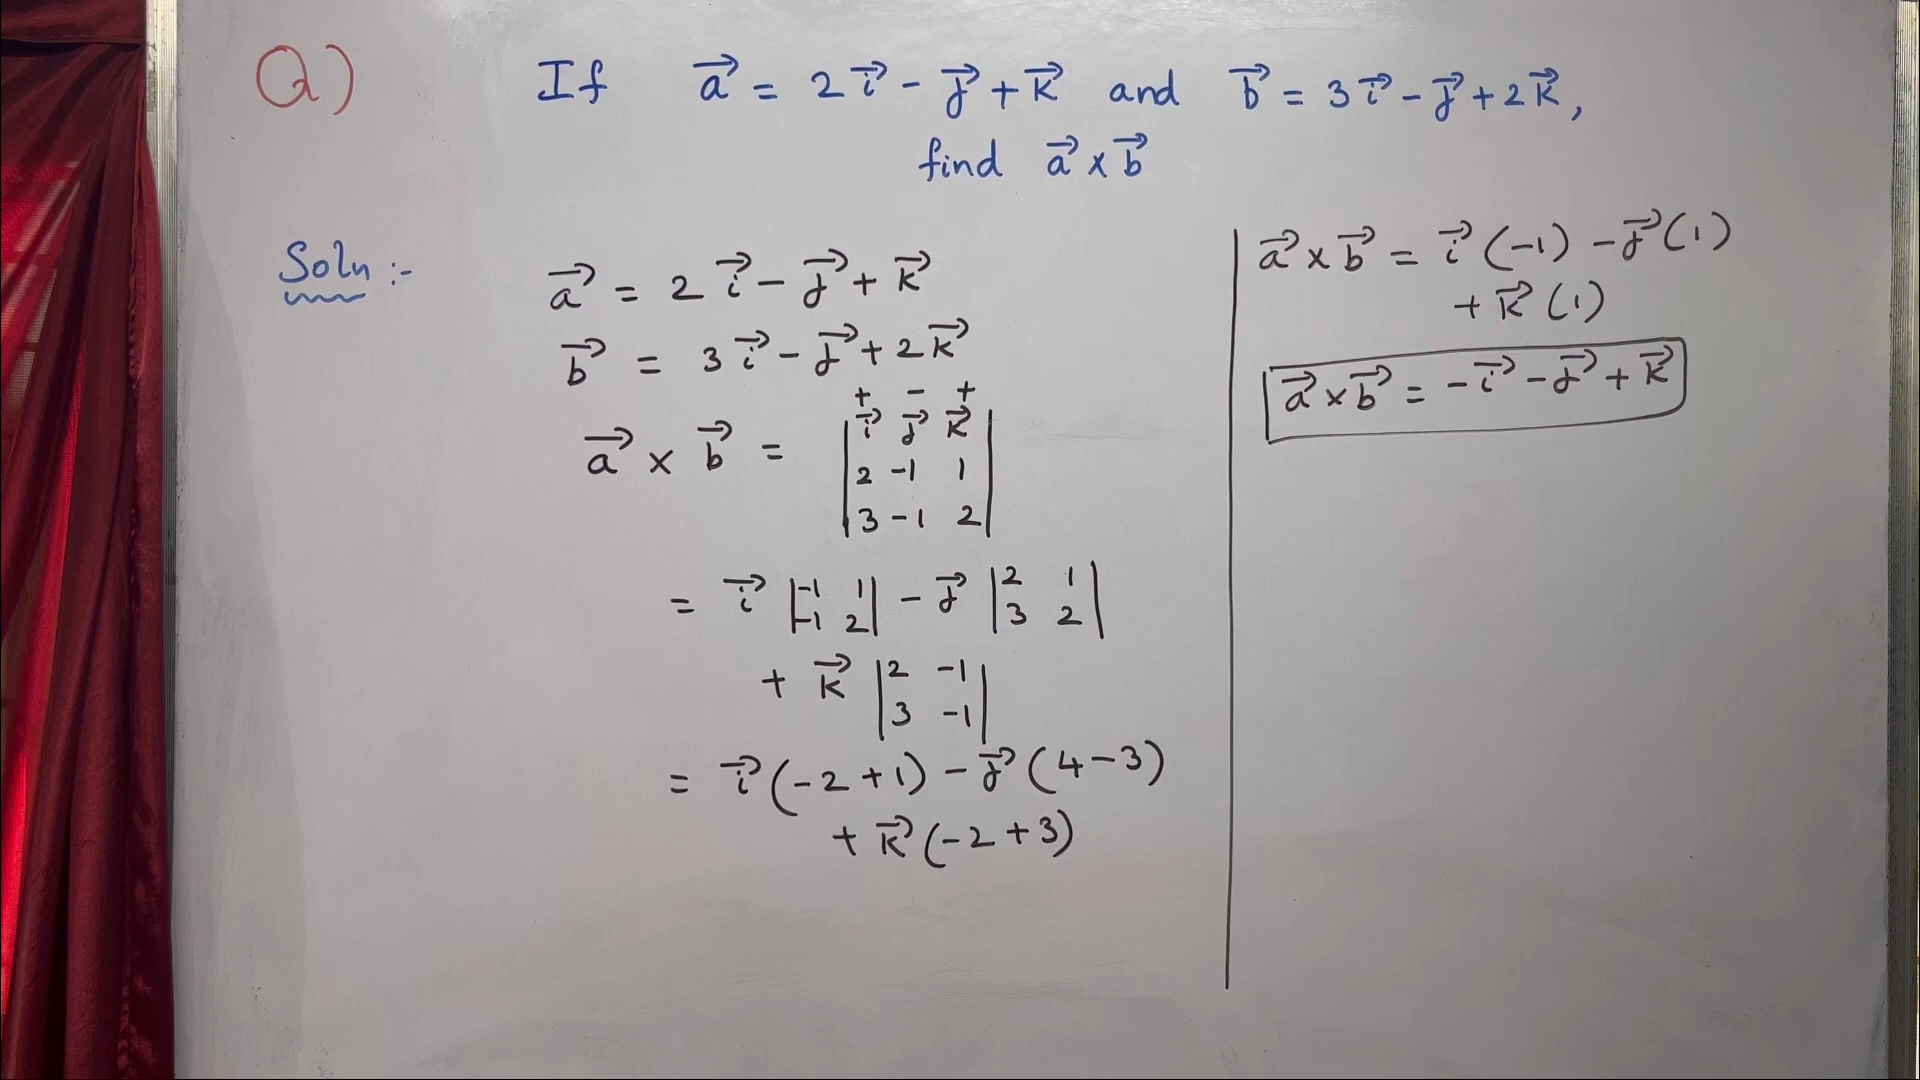 Q) If a⃗ = 2i⃗ - j⃗ + k⃗ and b⃗ = 3i⃗ - j⃗ + 2k⃗,
find a⃗ x b⃗
Soln :-
a⃗ = 2i⃗ - j⃗ + k⃗
b⃗ = 3i⃗ - j⃗ + 2k⃗
+ - +
a⃗ x b⃗ = | i⃗ j⃗ k⃗ |
| 2 -1 1 |
| 3 -1 2 |
= i⃗ |-1 1| - j⃗ |2 1|
|-1 2| |3 2|
+ k⃗ |2 -1|
|3 -1|
= i⃗ (-2+1) - j⃗ (4-3)
+ k⃗ (-2+3)
a⃗ x b⃗ = i⃗ (-1) - j⃗ (1)
+ k⃗ (1)
a⃗ x b⃗ = -i⃗ - j⃗ + k⃗